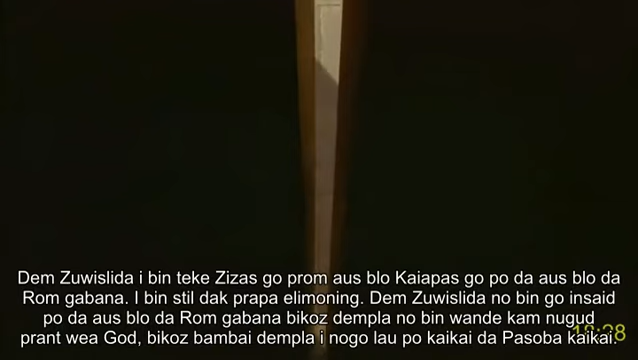 Dem Zuwislida i bin teke Zizas go prom aus blo Kaiapas go po da aus blo da
Rom gabana. I bin stil dak prapa elimoning. Dem Zuwislida no bin go insaid
po da aus blo da Rom gabana bikoz dempla no bin wande kam nugud
prant wea God, bikoz bambai dempla i nogo lau po kaikai da Pasoba kaikai.
18:28